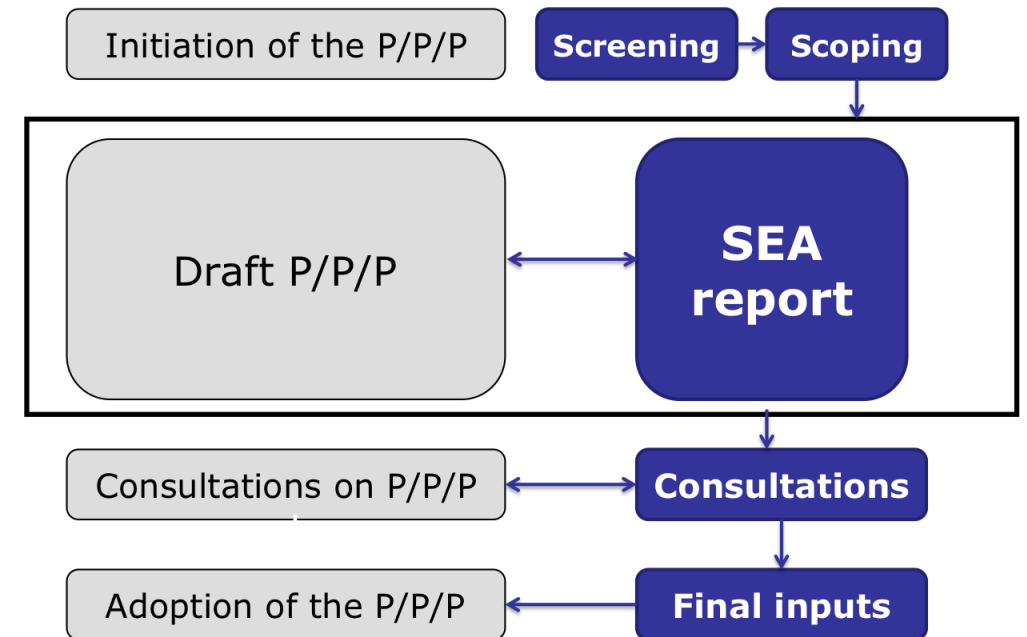 Initiation of the P/P/P
Screening
Scoping
Draft P/P/P
SEA
report
Consultations on P/P/P
Consultations
Adoption of the P/P/P
Final inputs